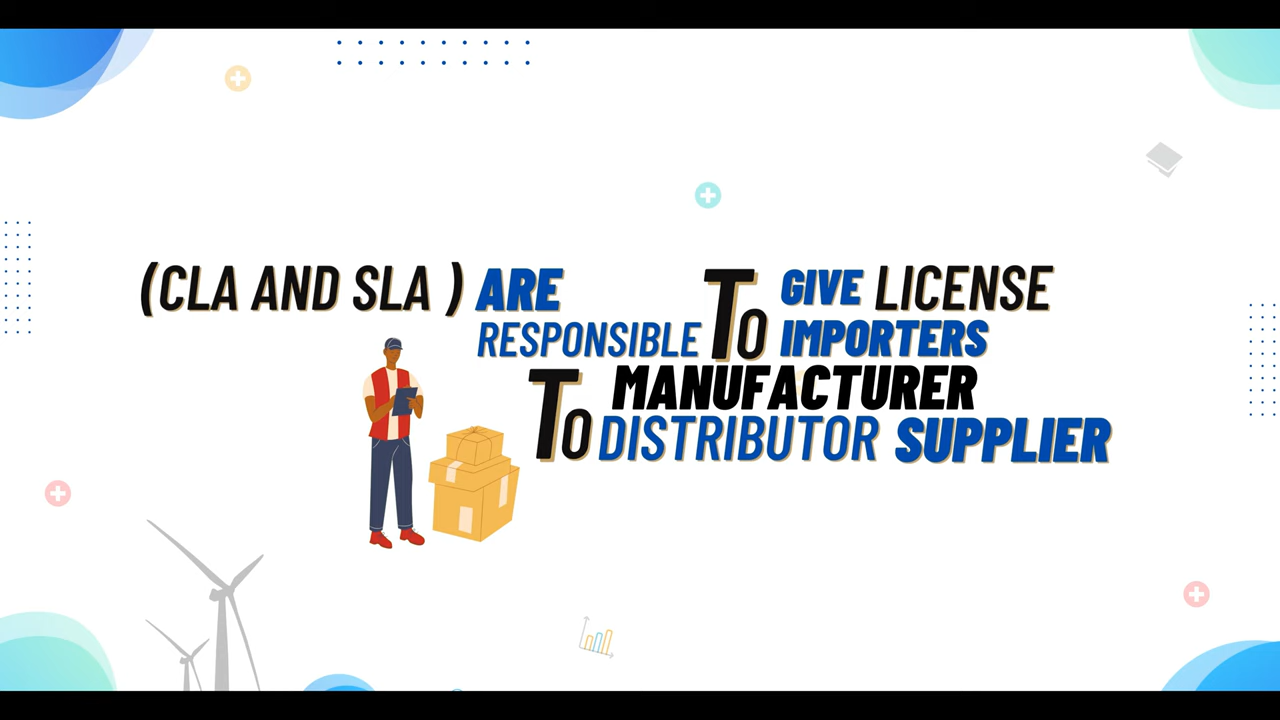 (CLA AND SLA ) ARE RESPONSIBLE TO GIVE LICENSE
TO IMPORTERS MANUFACTURER
DISTRIBUTOR SUPPLIER